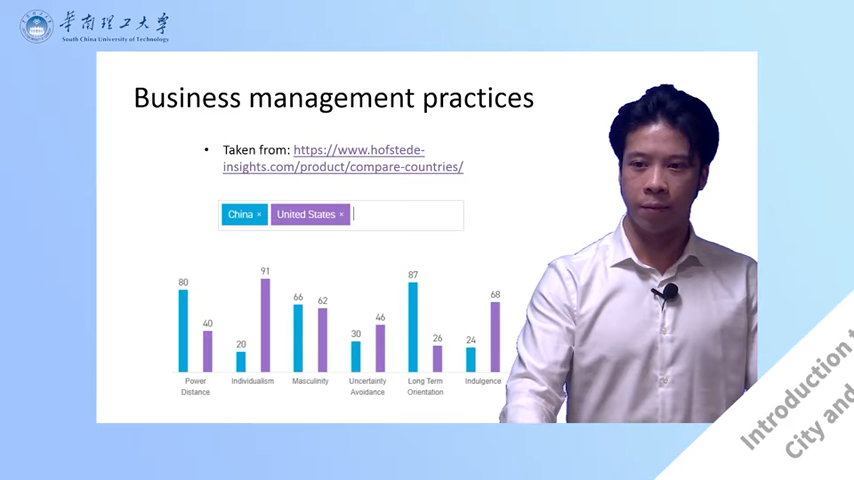 华南理工大学
South China University of Technology
Business management practices
• Taken from: https://www.hofstede-
insights.com/product/compare-countries/
China × United States ×
80 40 20 91 66 62 30 46 87 26 24 68
Power
Distance
Individualism
Masculinity
Uncertainty
Avoidance
Long Term
Orientation
Indulgence
Introduction
City and